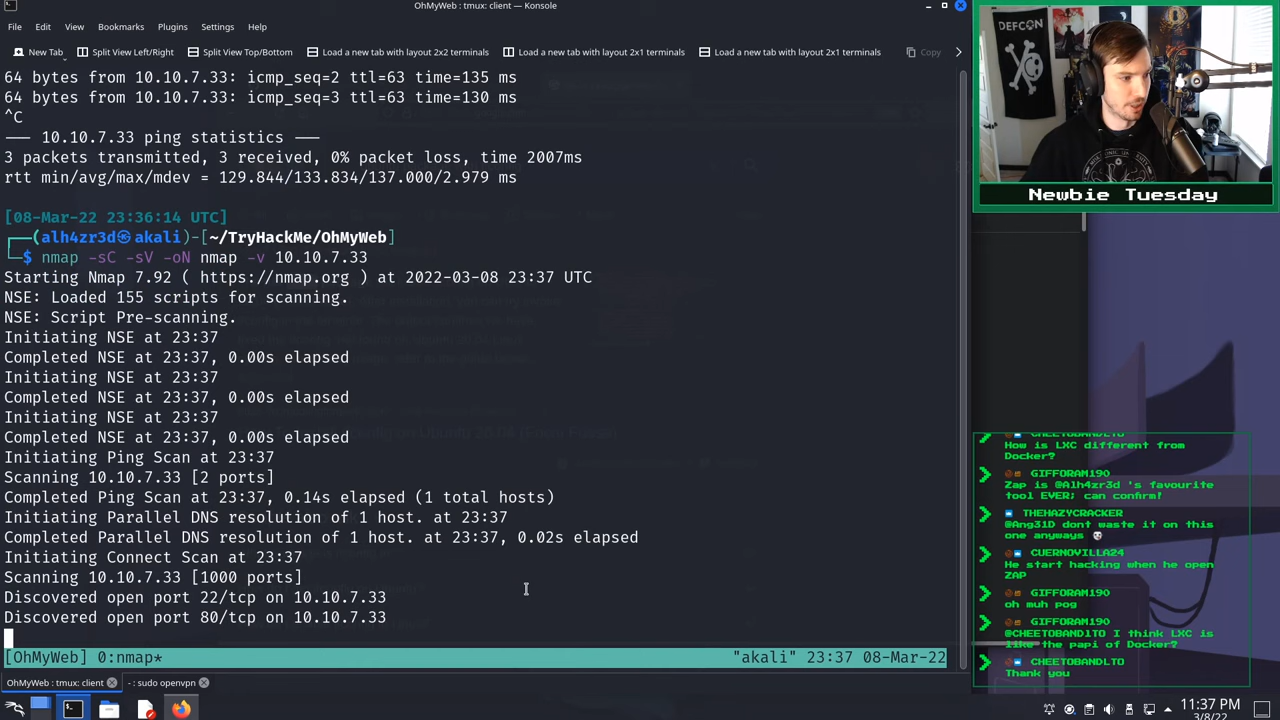 OhMyWeb : tmux: client — Konsole
File
Edit
View
Bookmarks
Plugins
Settings
Help
New Tab
Split View Left/Right
Split View Top/Bottom
Load a new tab with layout 2x2 terminals
Load a new tab with layout 2x1 terminals
Load a new tab with layout 2x1 terminals
Copy
64 bytes from 10.10.7.33: icmp_seq=2 ttl=63 time=135 ms
64 bytes from 10.10.7.33: icmp_seq=3 ttl=63 time=130 ms
^C
── 10.10.7.33 ping statistics ──
3 packets transmitted, 3 received, 0% packet loss, time 2007ms
rtt min/avg/max/mdev = 129.844/133.834/137.000/2.979 ms
[08-Mar-22 23:36:14 UTC]
┌──(alh4zr3d㉿akali)-[~/TryHackMe/OhMyWeb]
└─$ nmap -sC -sV -oN nmap -v 10.10.7.33
Starting Nmap 7.92 ( https://nmap.org ) at 2022-03-08 23:37 UTC
NSE: Loaded 155 scripts for scanning.
NSE: Script Pre-scanning.
Initiating NSE at 23:37
Completed NSE at 23:37, 0.00s elapsed
Initiating NSE at 23:37
Completed NSE at 23:37, 0.00s elapsed
Initiating NSE at 23:37
Completed NSE at 23:37, 0.00s elapsed
Initiating Ping Scan at 23:37
Scanning 10.10.7.33 [2 ports]
Completed Ping Scan at 23:37, 0.14s elapsed (1 total hosts)
Initiating Parallel DNS resolution of 1 host. at 23:37
Completed Parallel DNS resolution of 1 host. at 23:37, 0.02s elapsed
Initiating Connect Scan at 23:37
Scanning 10.10.7.33 [1000 ports]
Discovered open port 22/tcp on 10.10.7.33
Discovered open port 80/tcp on 10.10.7.33
[OhMyWeb] 0:nmap*
"akali" 23:37 08-Mar-22
OhMyWeb : tmux: client
- : sudo openvpn
DEFCON
Newbie Tuesday
CHEETOBAND1TO
How is LXC different from
Docker?
GIFFORAM190
Zap is @Alh4zr3d 's favourite
tool EVER; can confirm!
THEHAZYCRACKER
@Ang31D dont waste it on this
one anyways
CUERNOVILLA24
He start hacking when he open
ZAP
GIFFORAM190
oh muh pog
GIFFORAM190
@CHEETOBAND1TO I think LXC is
like the papi of Docker?
CHEETOBAND1TO
Thank you
11:37 PM
3/8/22